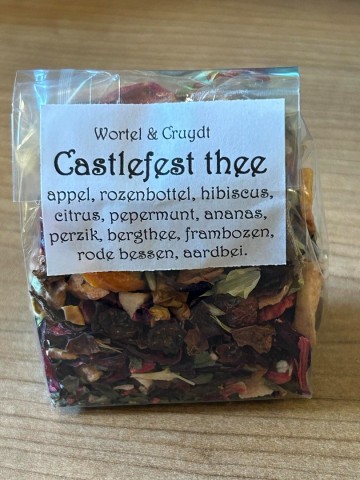 Wortel & Cruydt
Castlefest thee
appel, rozenbottel, hibiscus,
citrus, pepermunt, ananas,
perzik, bergthee, frambozen,
rode bessen, aardbei.